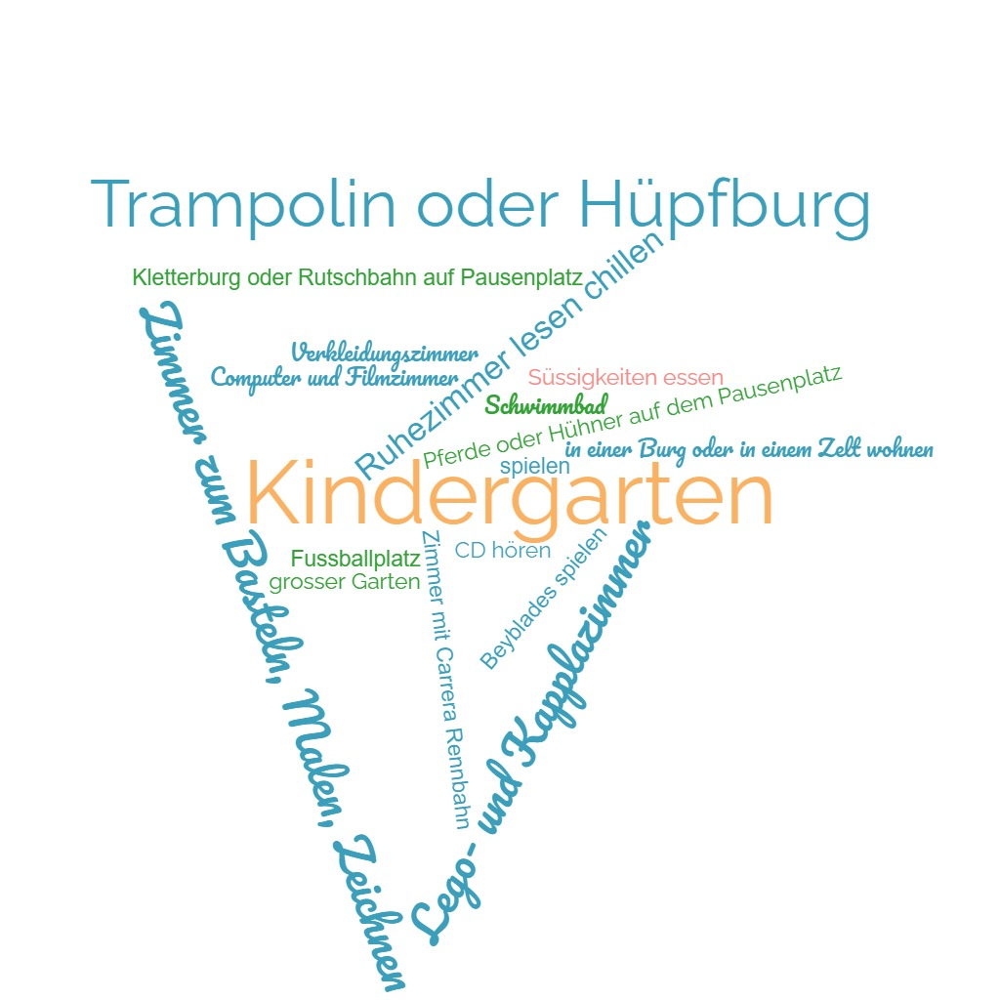 Trampolin oder Hüpfburg
Kletterburg oder Rutschbahn auf Pausenplatz
Ruhezimmer lesen chillen
Zimmer zum Basteln, Malen, Zeichnen
Verkleidungszimmer
Computer und Filmzimmer
Süssigkeiten essen
Schwimmbad
Pferde oder Hühner auf dem Pausenplatz
in einer Burg oder in einem Zelt wohnen
spielen
Kindergarten
CD hören
Fussballplatz
grosser Garten
Zimmer mit Carrera Rennbahn
Beyblades spielen
Lego- und Kapplazimmer